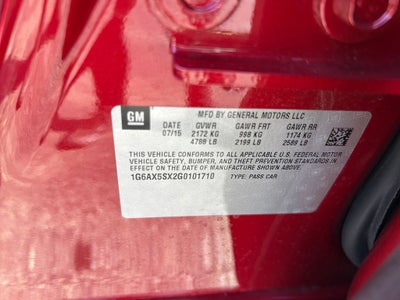 GM
MFD BY GENERAL MOTORS LLC
DATE GVWR GAWR FRT GAWR RR
07/15 2172 KG 998 KG 1174 KG
4788 LB 2199 LB 2589 LB
THIS VEHICLE CONFORMS TO ALL APPLICABLE U.S. FEDERAL MOTOR
VEHICLE SAFETY, BUMPER, AND THEFT PREVENTION STANDARDS IN
EFFECT ON THE DATE OF MANUFACTURE SHOWN ABOVE.
1G6AX5SX2G0101710 TYPE: PASS CAR